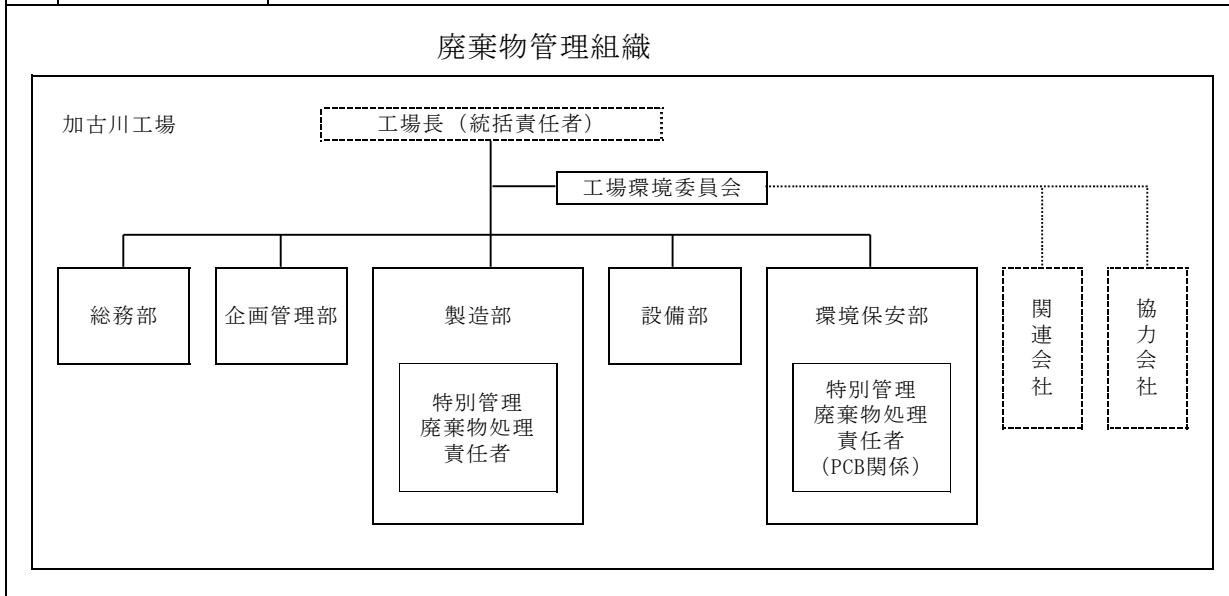 廃棄物管理組織
加古川工場
工場長（統括責任者）
工場環境委員会
総務部
企画管理部
製造部
特別管理
廃棄物処理
責任者
設備部
環境保安部
特別管理
廃棄物処理
責任者
(PCB関係)
関連会社
協力会社